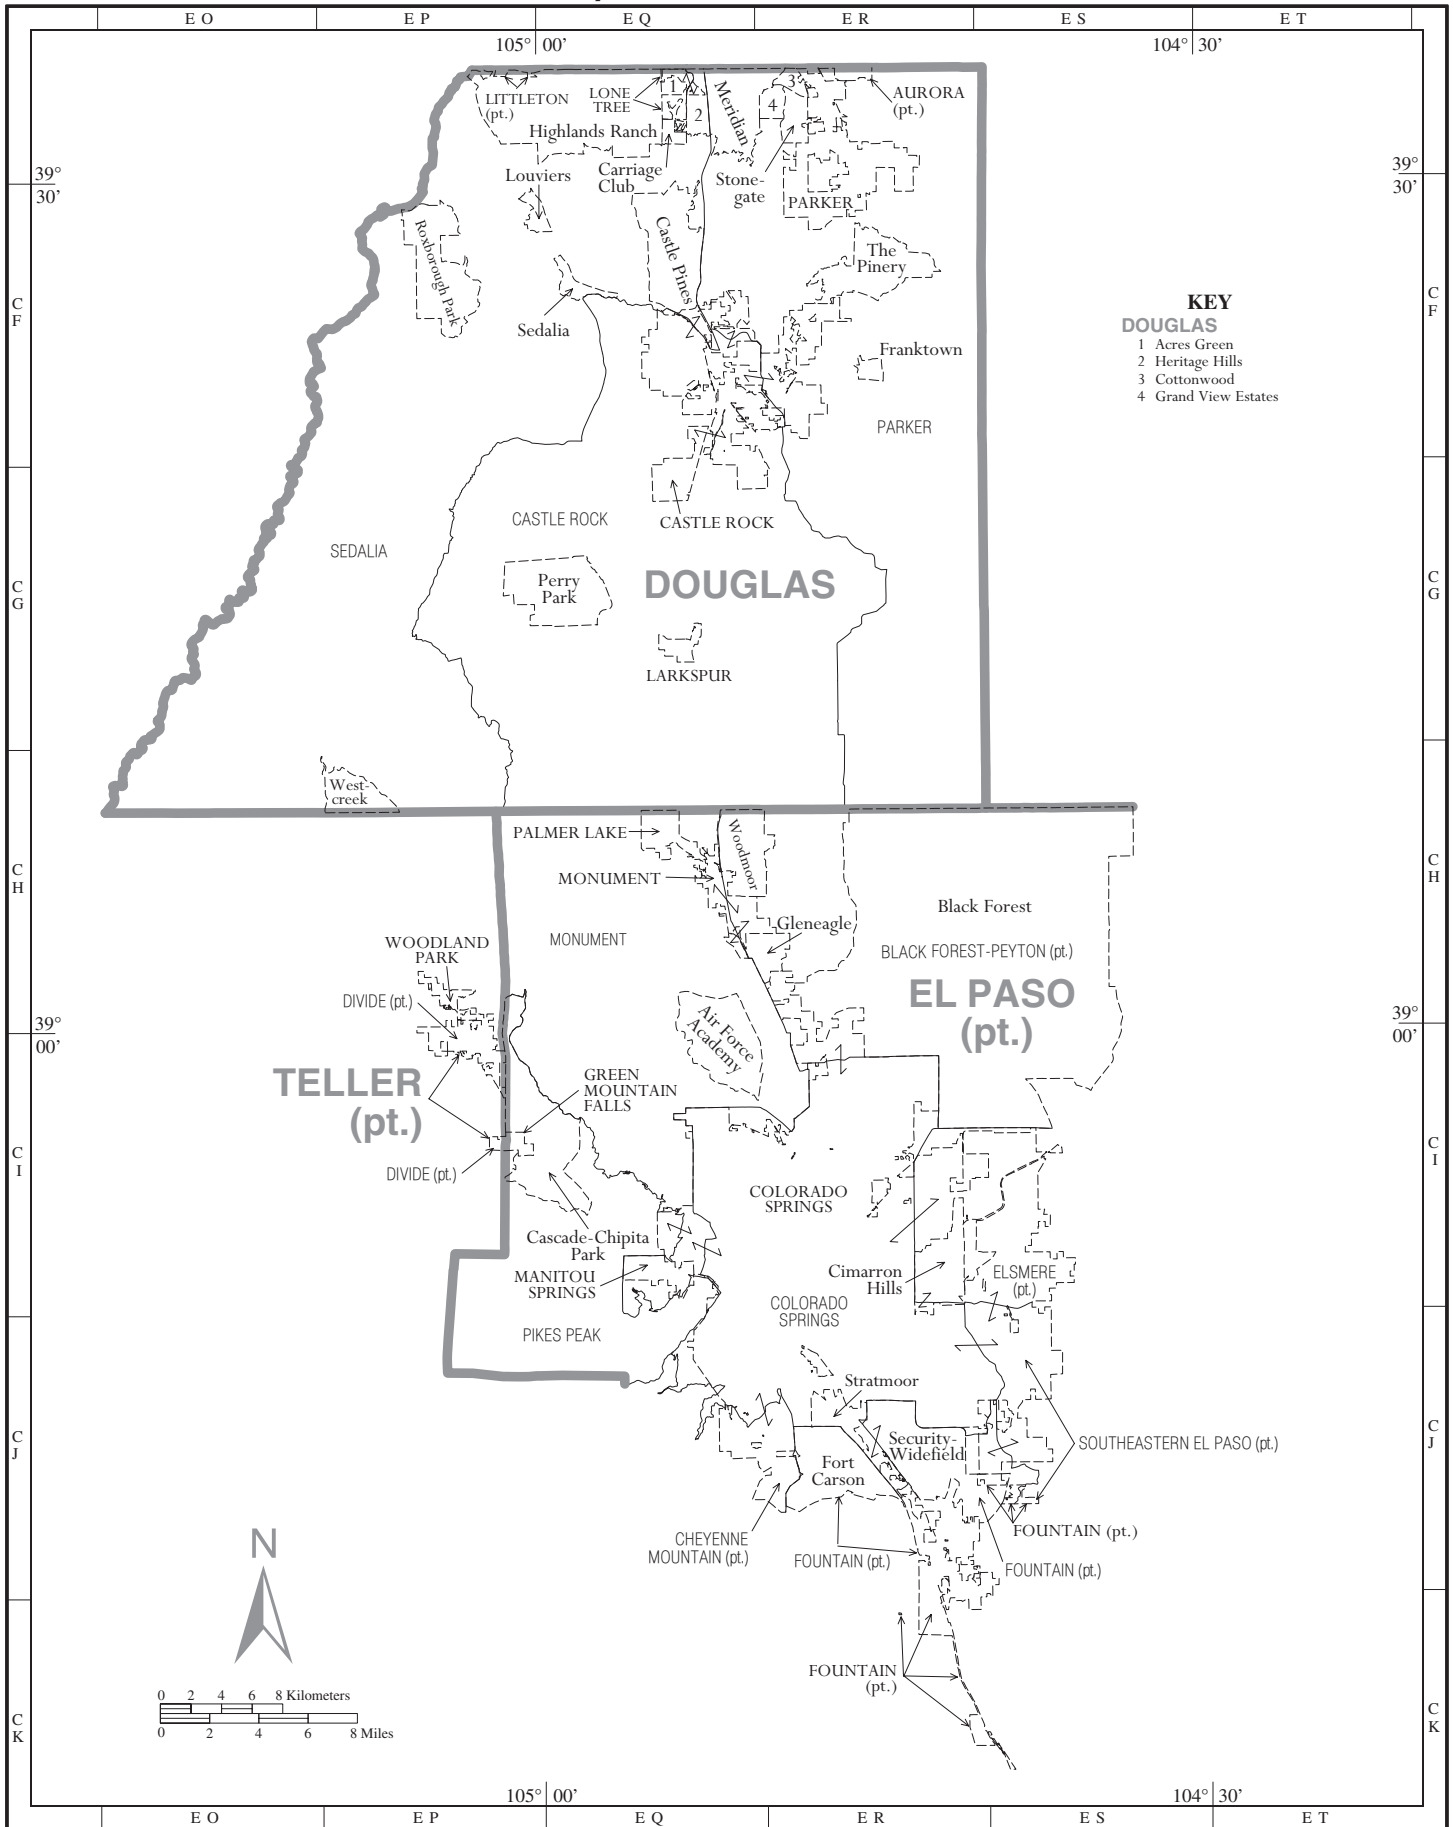 EO EP EQ ER ES ET
105° 00’ 104° 30’
LITTLETON
(pt.)
LONE
TREE
1
2
Meridian
3
4
AURORA
(pt.)
Highlands Ranch
39°
30’
39°
30’
Louviers
Carriage
Club
Stone-
gate
PARKER
Roxborough Park
Castle Pines
The
Pinery
C
F
C
F
Sedalia
KEY
DOUGLAS
1 Acres Green
2 Heritage Hills
3 Cottonwood
4 Grand View Estates
Franktown
PARKER
CASTLE ROCK
CASTLE ROCK
SEDALIA
C
G
C
G
Perry
Park
DOUGLAS
LARKSPUR
West-
creek
PALMER LAKE
Woodmoor
MONUMENT
C
H
C
H
Black Forest
Gleneagle
MONUMENT
BLACK FOREST-PEYTON (pt.)
WOODLAND
PARK
DIVIDE (pt.)
EL PASO
(pt.)
Air Force
Academy
39°
00’
39°
00’
TELLER
(pt.)
GREEN
MOUNTAIN
FALLS
DIVIDE (pt.)
C
I
C
I
COLORADO
SPRINGS
Cascade-Chipita
Park
MANITOU
SPRINGS
Cimarron
Hills
ELSMERE
(pt.)
COLORADO
SPRINGS
PIKES PEAK
Stratmoor
C
J
C
J
Security-
Widefield
SOUTHEASTERN EL PASO (pt.)
Fort
Carson
CHEYENNE
MOUNTAIN (pt.)
FOUNTAIN (pt.)
FOUNTAIN (pt.)
FOUNTAIN (pt.)
N
FOUNTAIN
(pt.)
0 2 4 6 8 Kilometers
0 2 4 6 8 Miles
C
K
C
K
105° 00’ 104° 30’
EO EP EQ ER ES ET